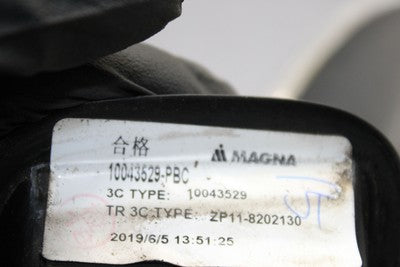 合格 MAGNA
10043529-PBC
3C TYPE: 10043529
TR 3C TYPE: ZP11-8202130
2019/6/5 13:51:25